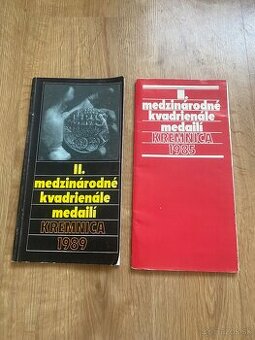 II.
medzinárodné
kvadrienále
medailí
KREMNICA
1989
I.
medzinárodné
kvadrienále
medailí
KREMNICA
1985